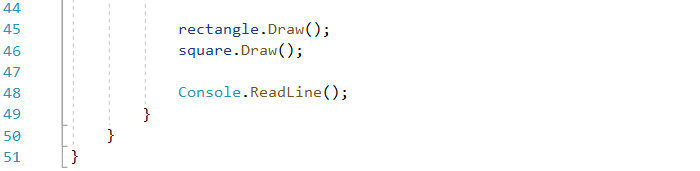 44
45 rectangle.Draw();
46 square.Draw();
47
48 Console.ReadLine();
49 }
50 }
51 }